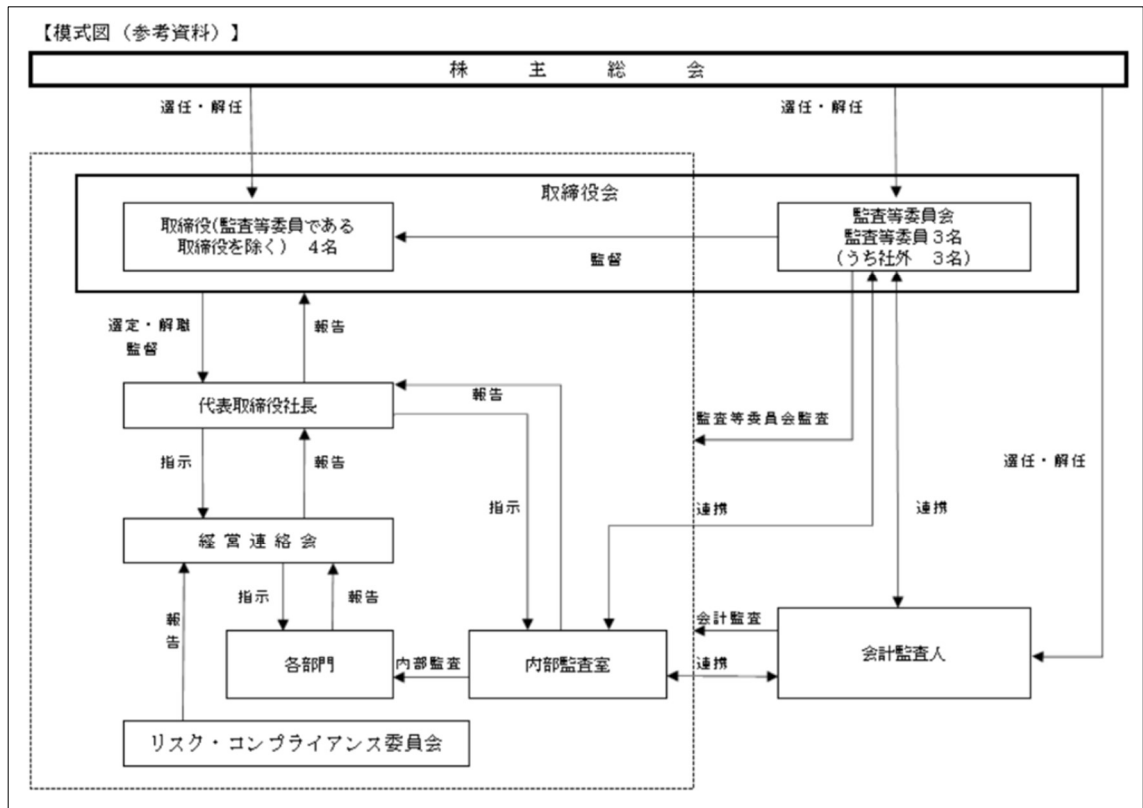 【模式図（参考資料）】
株主総会
選任・解任
選任・解任
取締役会
取締役(監査等委員である
取締役を除く) 4名
監査等委員会
監査等委員3名
(うち社外 3名)
監督
選定・解職
監督
報告
代表取締役社長
報告
監査等委員会監査
選任・解任
指示
報告
指示
連携
連携
経営連絡会
指示
報告
報告
会計監査
各部門
内部監査
内部監査室
連携
会計監査人
リスク・コンプライアンス委員会